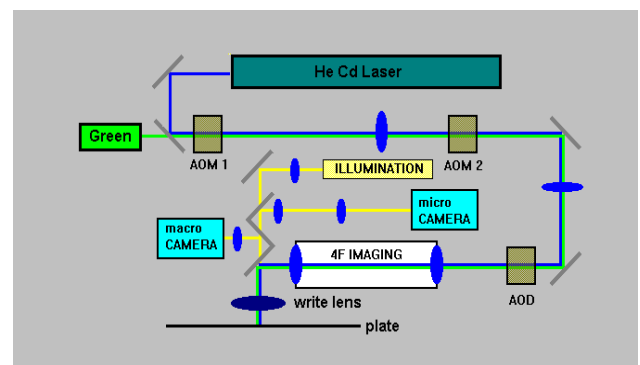 He Cd Laser
Green
AOM 1
AOM 2
ILLUMINATION
micro
CAMERA
macro
CAMERA
4F IMAGING
AOD
write lens
plate